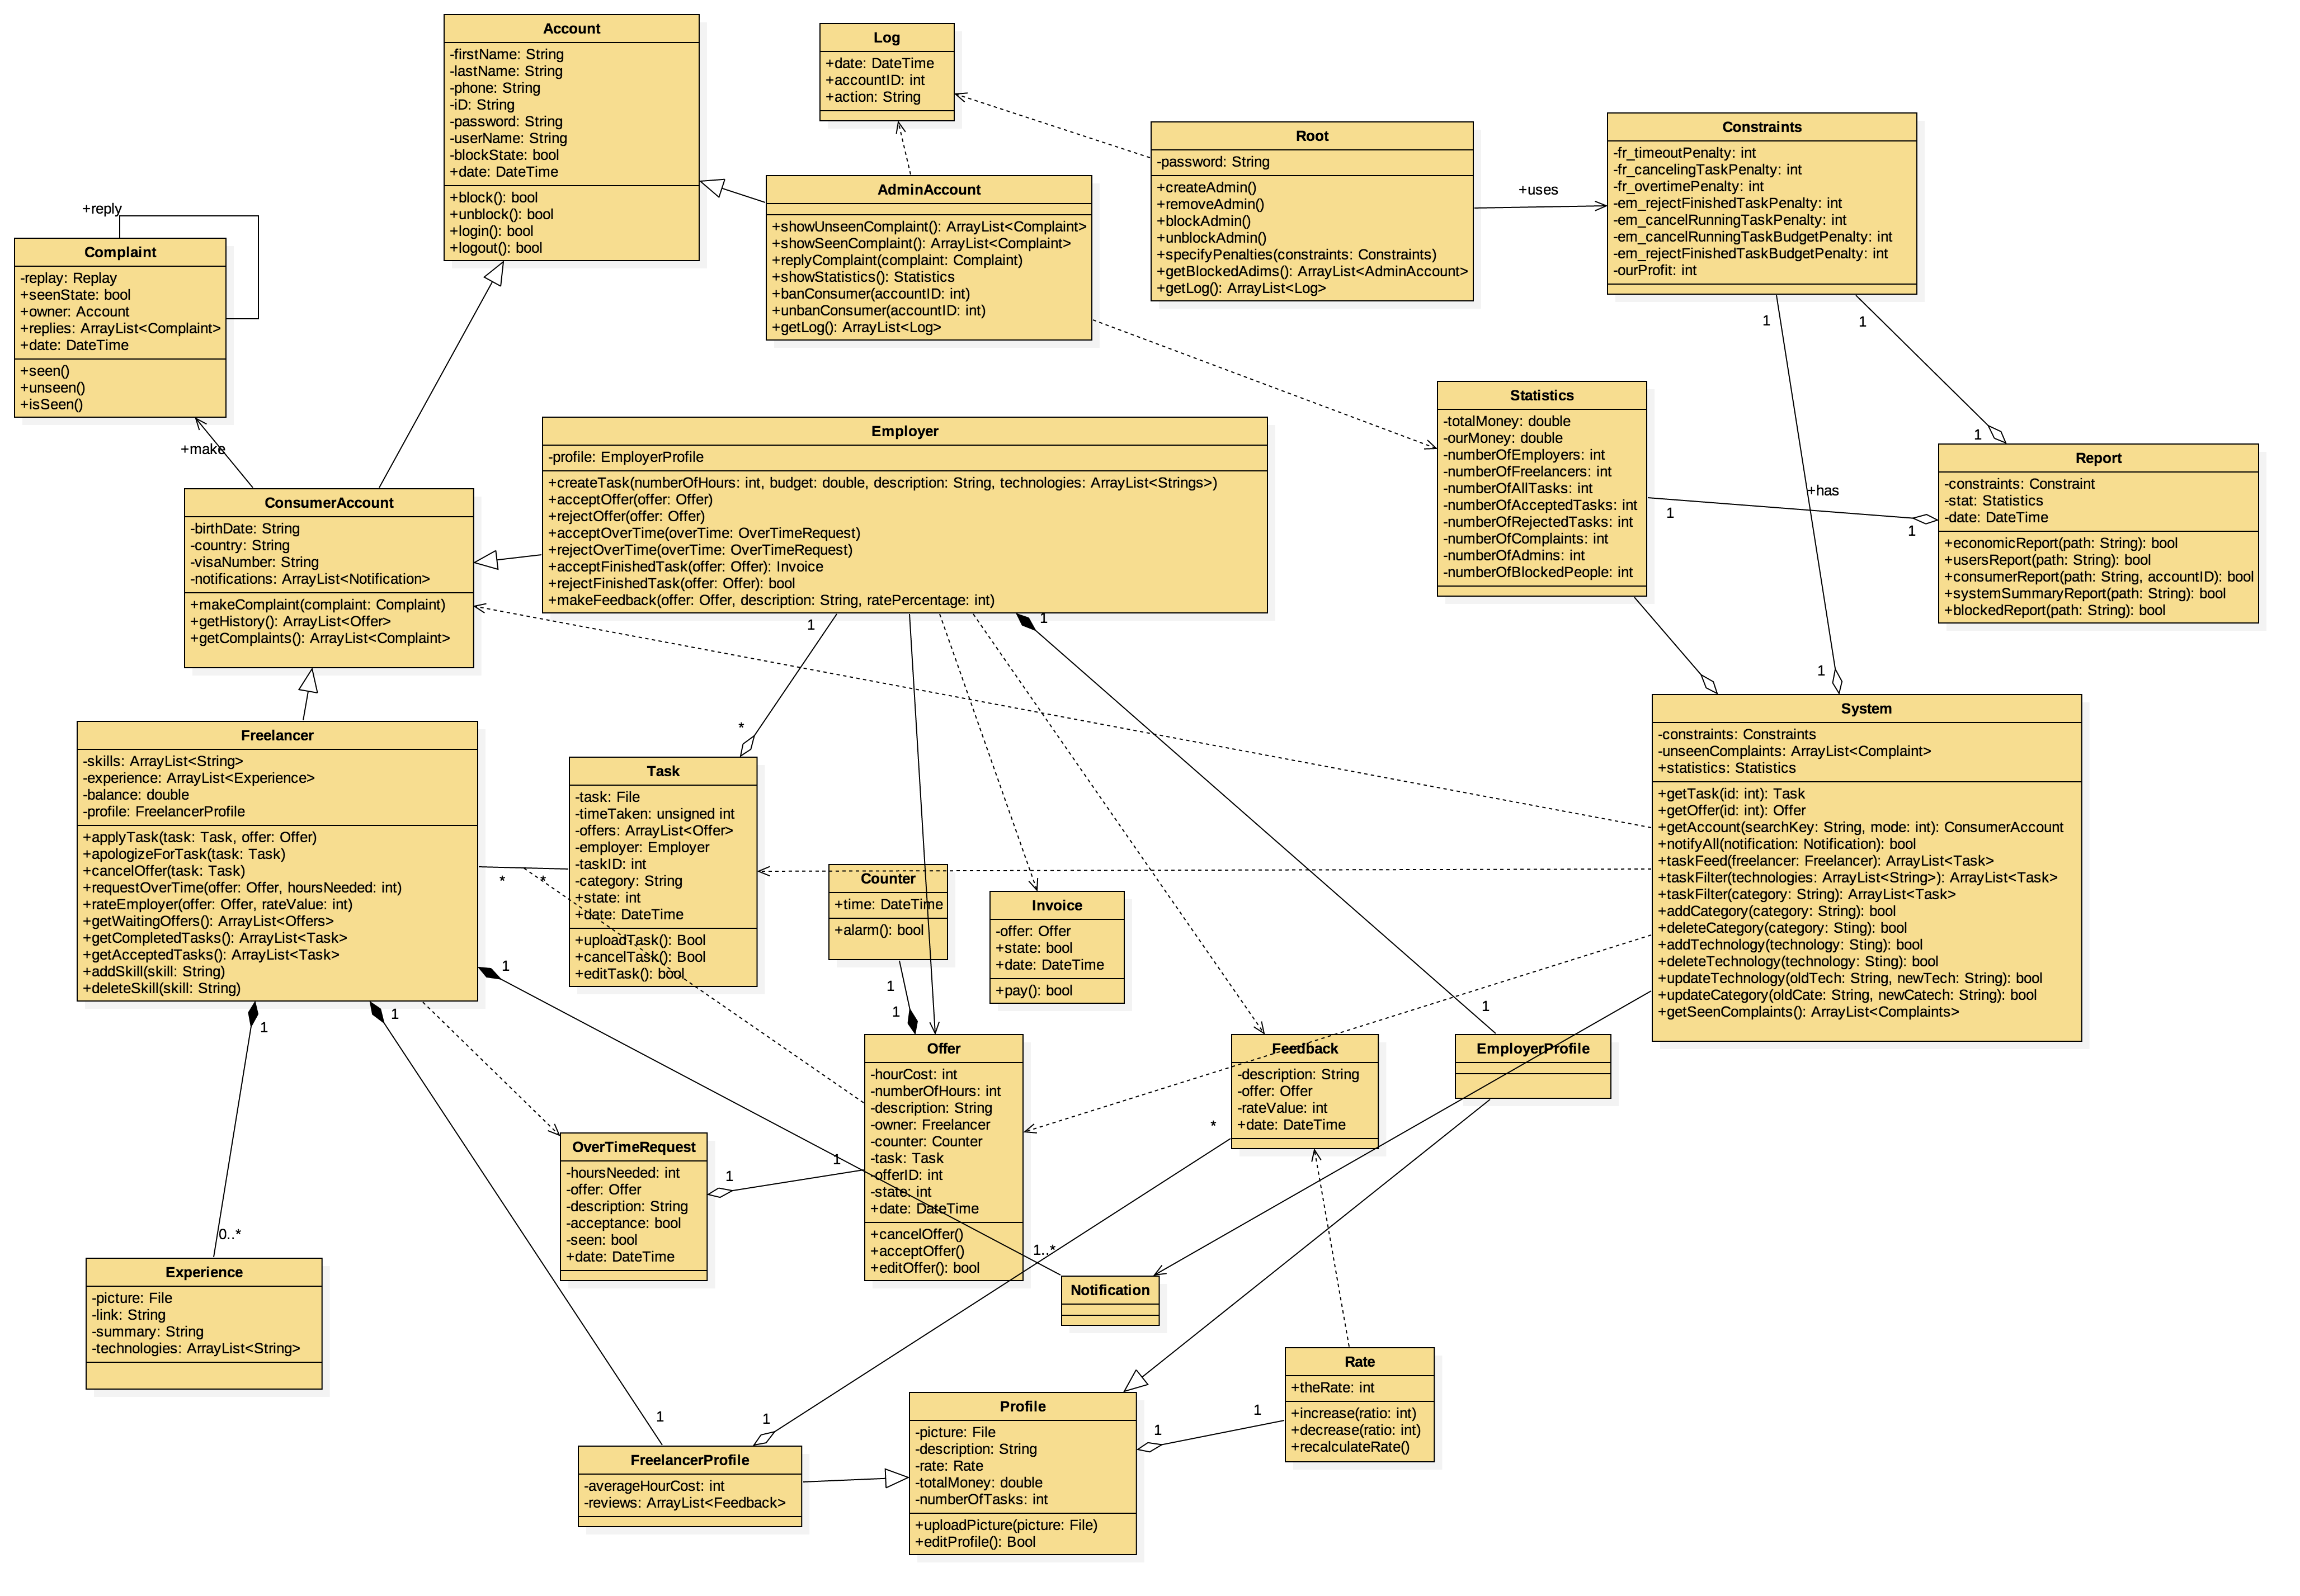 Account
-firstName: String
-lastName: String
-phone: String
-iD: String
-password: String
-userName: String
-blockState: bool
+date: DateTime
+block(): bool
+unblock(): bool
+login(): bool
+logout(): bool
Log
+date: DateTime
+accountID: int
+action: String
Root
-password: String
+createAdmin()
+removeAdmin()
+blockAdmin()
+unblockAdmin()
+specifyPenalties(constraints: Constraints)
+getBlockedAdims(): ArrayList<AdminAccount>
+getLog(): ArrayList<Log>
+uses
Constraints
-fr_timeoutPenalty: int
-fr_cancelingTaskPenalty: int
-fr_overtimePenalty: int
-em_rejectFinishedTaskPenalty: int
-em_cancelRunningTaskPenalty: int
-em_cancelRunningTaskBudgetPenalty: int
-em_rejectFinishedTaskBudgetPenalty: int
-ourProfit: int
1
1
AdminAccount
+showUnseenComplaint(): ArrayList<Complaint>
+showSeenComplaint(): ArrayList<Complaint>
+replyComplaint(complaint: Complaint)
+showStatistics(): Statistics
+banConsumer(accountID: int)
+unbanConsumer(accountID: int)
+getLog(): ArrayList<Log>
+reply
Complaint
-replay: Replay
+seenState: bool
+owner: Account
+replies: ArrayList<Complaint>
+date: DateTime
+seen()
+unseen()
+isSeen()
+make
Statistics
-totalMoney: double
-ourMoney: double
-numberOfEmployers: int
-numberOfFreelancers: int
-numberOfAllTasks: int
-numberOfAcceptedTasks: int
-numberOfRejectedTasks: int
-numberOfComplaints: int
-numberOfAdmins: int
-numberOfBlockedPeople: int
1
1
1
+has
1
Report
-constraints: Constraint
-stat: Statistics
-date: DateTime
+economicReport(path: String): bool
+usersReport(path: String): bool
+consumerReport(path: String, accountID): bool
+systemSummaryReport(path: String): bool
+blockedReport(path: String): bool
Employer
-profile: EmployerProfile
+createTask(numberOfHours: int, budget: double, description: String, technologies: ArrayList<Strings>)
+acceptOffer(offer: Offer)
+rejectOffer(offer: Offer)
+acceptOverTime(overTime: OverTimeRequest)
+rejectOverTime(overTime: OverTimeRequest)
+acceptFinishedTask(offer: Offer): Invoice
+rejectFinishedTask(offer: Offer): bool
+makeFeedback(offer: Offer, description: String, ratePercentage: int)
1
1
*
ConsumerAccount
-birthDate: String
-country: String
-visaNumber: String
-notifications: ArrayList<Notification>
+makeComplaint(complaint: Complaint)
+getHistory(): ArrayList<Offer>
+getComplaints(): ArrayList<Complaint>
System
-constraints: Constraints
-unseenComplaints: ArrayList<Complaint>
+statistics: Statistics
+getTask(id: int): Task
+getOffer(id: int): Offer
+getAccount(searchKey: String, mode: int): ConsumerAccount
+notifyAll(notification: Notification): bool
+taskFeed(freelancer: Freelancer): ArrayList<Task>
+taskFilter(technologies: ArrayList<String>): ArrayList<Task>
+taskFilter(category: String): ArrayList<Task>
+addCategory(category: String): bool
+deleteCategory(category: Sting): bool
+addTechnology(technology: Sting): bool
+deleteTechnology(technology: Sting): bool
+updateTechnology(oldTech: String, newTech: String): bool
+updateCategory(oldCate: String, newCatech: String): bool
+getSeenComplaints(): ArrayList<Complaints>
Freelancer
-skills: ArrayList<String>
-experience: ArrayList<Experience>
-balance: double
-profile: FreelancerProfile
+applyTask(task: Task, offer: Offer)
+apologizeForTask(task: Task)
+cancelOffer(task: Task)
+requestOverTime(offer: Offer, hoursNeeded: int)
+rateEmployer(offer: Offer, rateValue: int)
+getWaitingOffers(): ArrayList<Offers>
+getCompletedTasks(): ArrayList<Task>
+getAcceptedTasks(): ArrayList<Task>
+addSkill(skill: String)
+deleteSkill(skill: String)
*
*
1
1
1
Task
-task: File
-timeTaken: unsigned int
-offers: ArrayList<Offer>
-employer: Employer
-taskID: int
-category: String
+state: int
+date: DateTime
+uploadTask(): Bool
+cancelTask(): Bool
+editTask(): bool
Counter
+time: DateTime
+alarm(): bool
1
1
Invoice
-offer: Offer
+state: bool
+date: DateTime
+pay(): bool
Offer
-hourCost: int
-numberOfHours: int
-description: String
-owner: Freelancer
-counter: Counter
-task: Task
-offerID: int
-state: int
+date: DateTime
+cancelOffer()
+acceptOffer()
+editOffer(): bool
Feedback
-description: String
-offer: Offer
-rateValue: int
+date: DateTime
*
1
EmployerProfile
OverTimeRequest
-hoursNeeded: int
-offer: Offer
-description: String
-acceptance: bool
-seen: bool
+date: DateTime
1
1
1..*
Notification
0..*
Experience
-picture: File
-link: String
-summary: String
-technologies: ArrayList<String>
1
1
FreelancerProfile
-averageHourCost: int
-reviews: ArrayList<Feedback>
Profile
-picture: File
-description: String
-rate: Rate
-totalMoney: double
-numberOfTasks: int
+uploadPicture(picture: File)
+editProfile(): Bool
1
1
Rate
+theRate: int
+increase(ratio: int)
+decrease(ratio: int)
+recalculateRate()